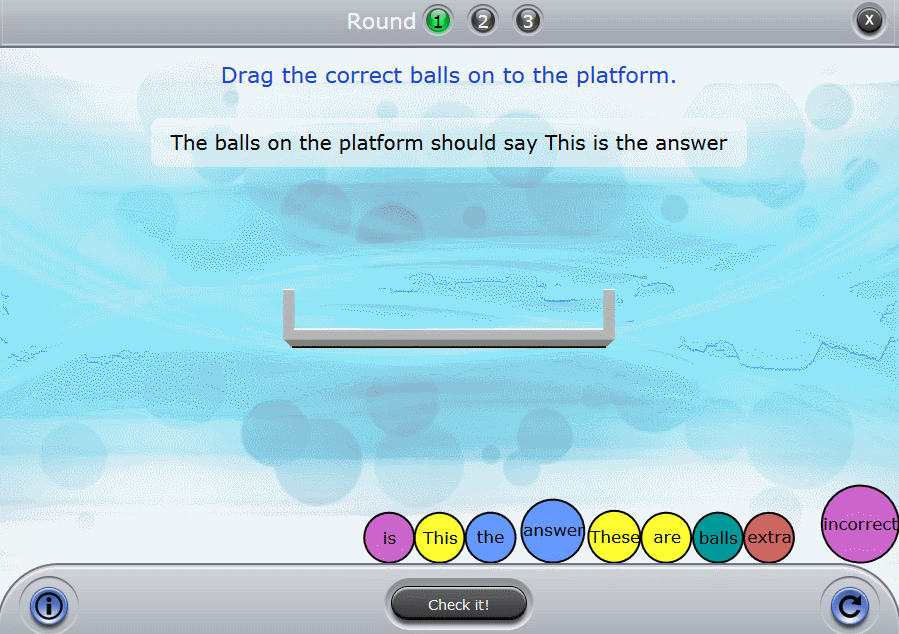 Round 1 2 3 X
Drag the correct balls on to the platform.
The balls on the platform should say This is the answer
is This the answer These are balls extra incorrect
i Check it!